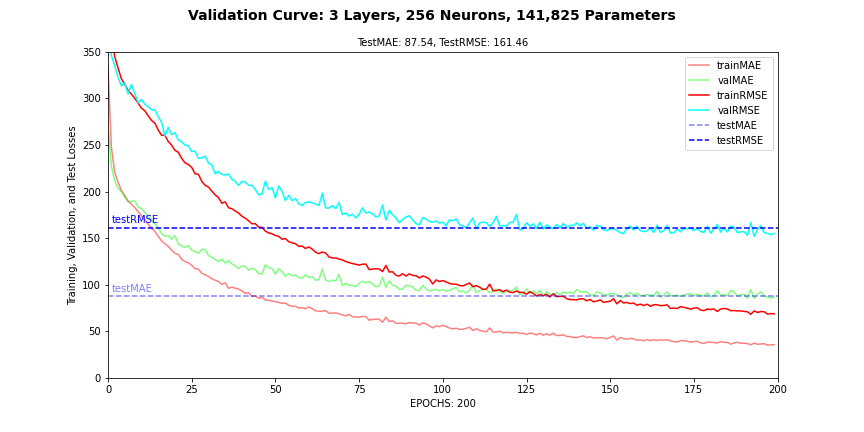 Validation Curve: 3 Layers, 256 Neurons, 141,825 Parameters
TestMAE: 87.54, TestRMSE: 161.46
Training, Validation, and Test Losses
350
300
250
200
150
100
50
0
testRMSE
testMAE
trainMAE
valMAE
trainRMSE
valRMSE
testMAE
testRMSE
0
25
50
75
100
125
150
175
200
EPOCHS: 200